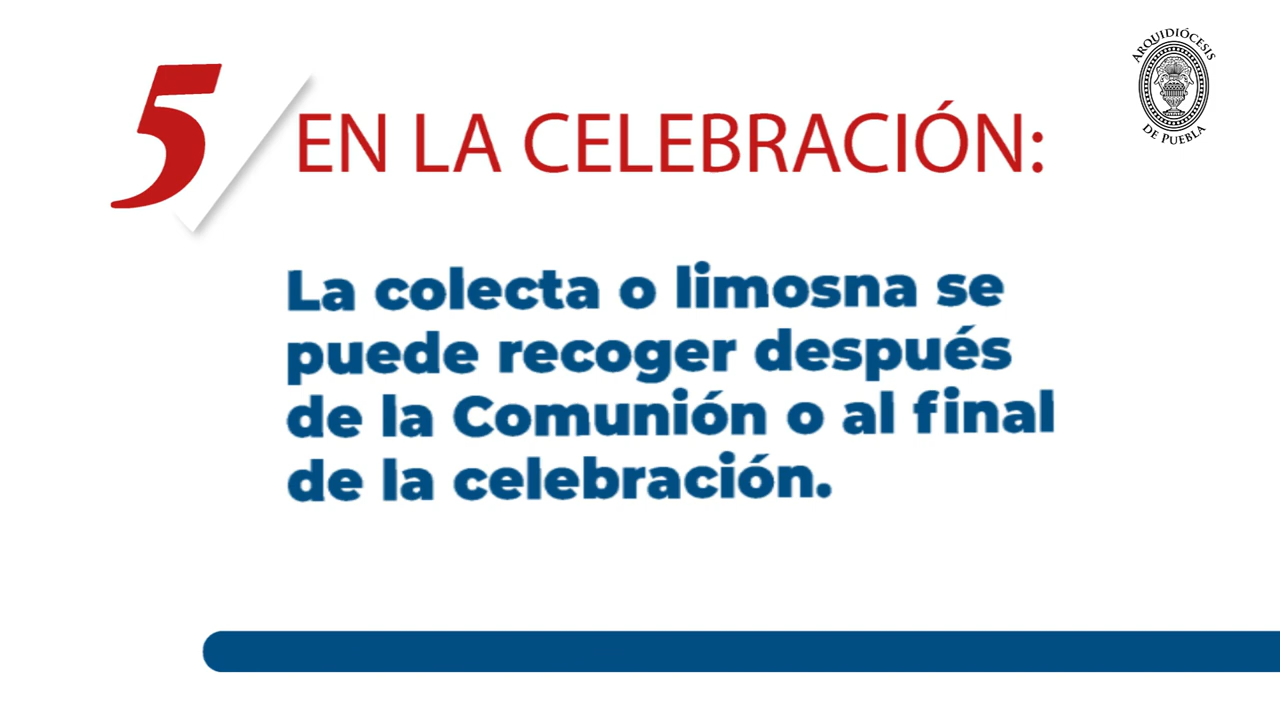 5
EN LA CELEBRACIÓN:
ARQUIDIÓCESIS
DE PUEBLA
La colecta o limosna se
puede recoger después
de la Comunión o al final
de la celebración.